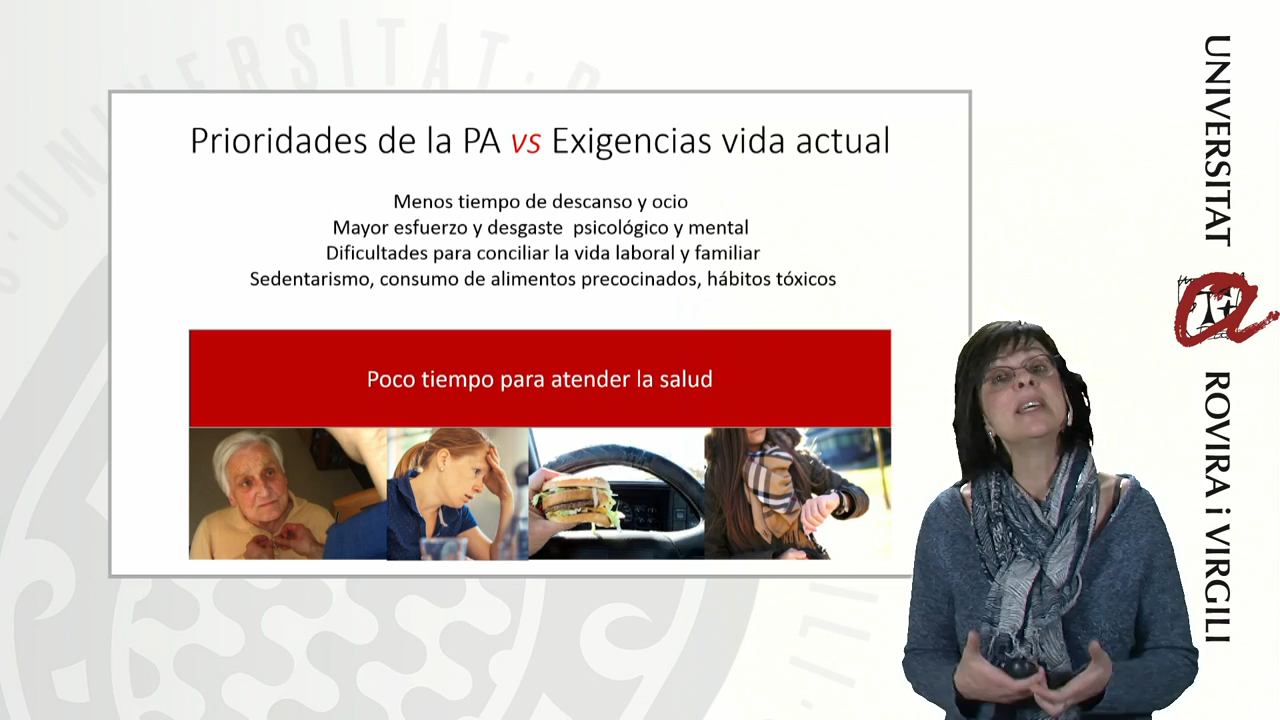 Prioridades de la PA vs Exigencias vida actual
Menos tiempo de descanso y ocio
Mayor esfuerzo y desgaste psicológico y mental
Dificultades para conciliar la vida laboral y familiar
Sedentarismo, consumo de alimentos precocinados, hábitos tóxicos
Poco tiempo para atender la salud
UNIVERSITAT
ROVIRA i VIRGILI